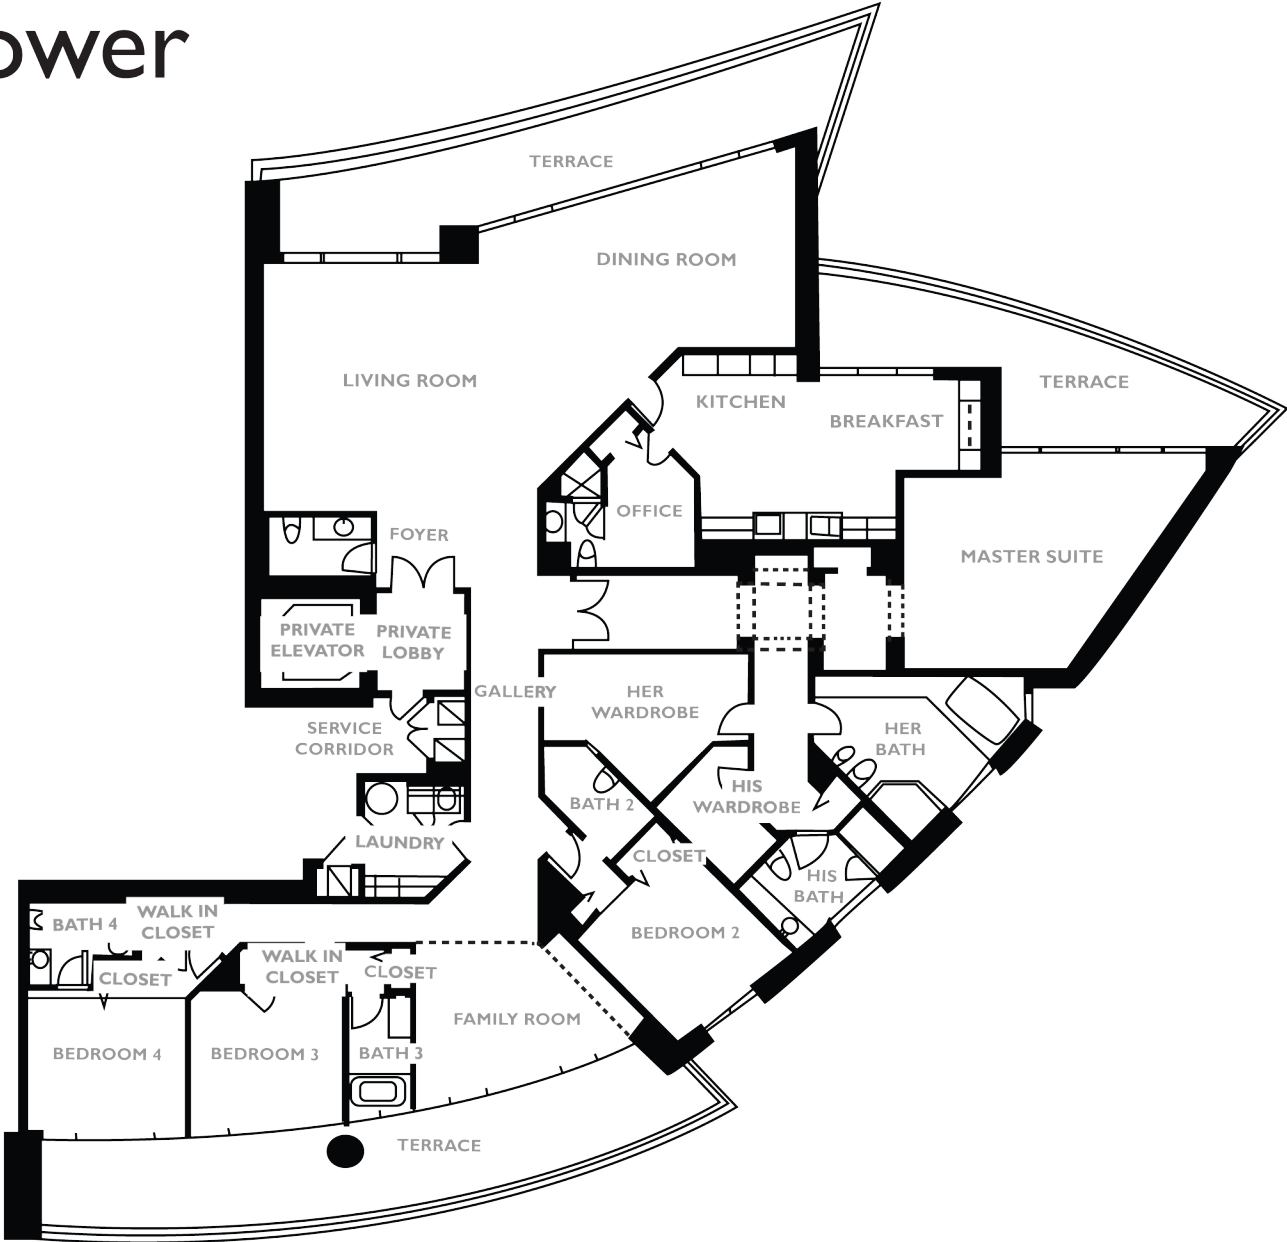 ower
TERRACE
DINING ROOM
LIVING ROOM
KITCHEN
BREAKFAST
TERRACE
OFFICE
FOYER
MASTER SUITE
PRIVATE
ELEVATOR
PRIVATE
LOBBY
GALLERY
HER
WARDROBE
SERVICE
CORRIDOR
HER
BATH
HIS
WARDROBE
BATH 2
LAUNDRY
CLOSET
HIS
BATH
BATH 4
WALK IN
CLOSET
BEDROOM 2
WALK IN
CLOSET
CLOSET
CLOSET
FAMILY ROOM
BEDROOM 4
BEDROOM 3
BATH 3
TERRACE